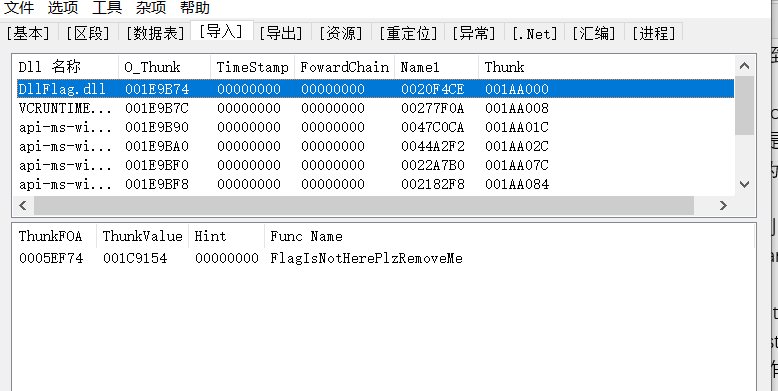 文件 选项 工具 杂项 帮助
[基本] [区段] [数据表] [导入] [导出] [资源] [重定位] [异常] [.Net] [汇编] [进程]
Dll 名称 O_Thunk TimeStamp FowardChain Name1 Thunk
DllFlag.dll 001E9B74 00000000 00000000 0020F4CE 001AA000
VCRUNTIME... 001E9B7C 00000000 00000000 00277F0A 001AA008
api-ms-wi... 001E9B90 00000000 00000000 0047C0CA 001AA01C
api-ms-wi... 001E9BA0 00000000 00000000 0044A2F2 001AA02C
api-ms-wi... 001E9BF0 00000000 00000000 0022A7B0 001AA07C
api-ms-wi... 001E9BF8 00000000 00000000 002182F8 001AA084
ThunkFOA ThunkValue Hint Func Name
0005EF74 001C9154 00000000 FlagIsNotHerePlzRemoveMe